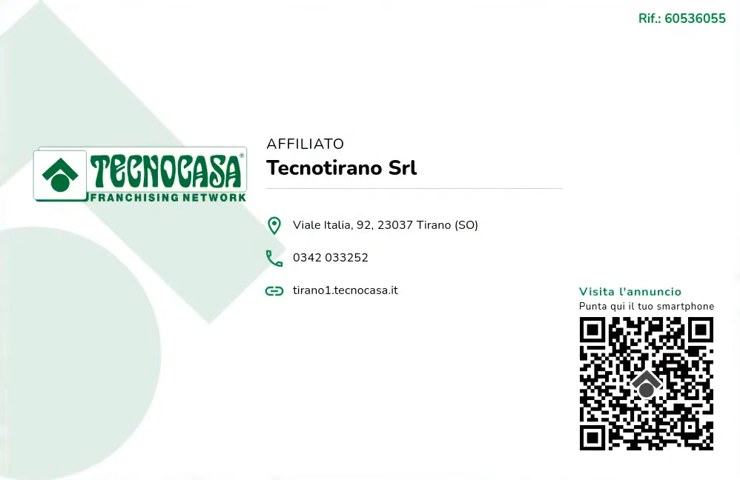 Rif.: 60536055
TECNOCASA®
FRANCHISING NETWORK
AFFILIATO
Tecnotirano Srl
Viale Italia, 92, 23037 Tirano (SO)
0342 033252
tirano1.tecnocasa.it
Visita l'annuncio
Punta qui il tuo smartphone